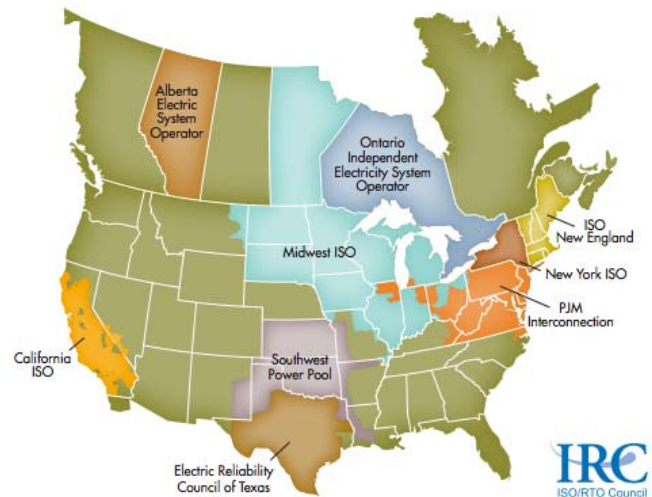 Alberta
Electric
System
Operator
Ontario
Independent
Electricity System
Operator
ISO
New England
Midwest ISO
New York ISO
PJM
Interconnection
California
ISO
Southwest
Power Pool
Electric Reliability
Council of Texas
IRC
ISO/RTO Council